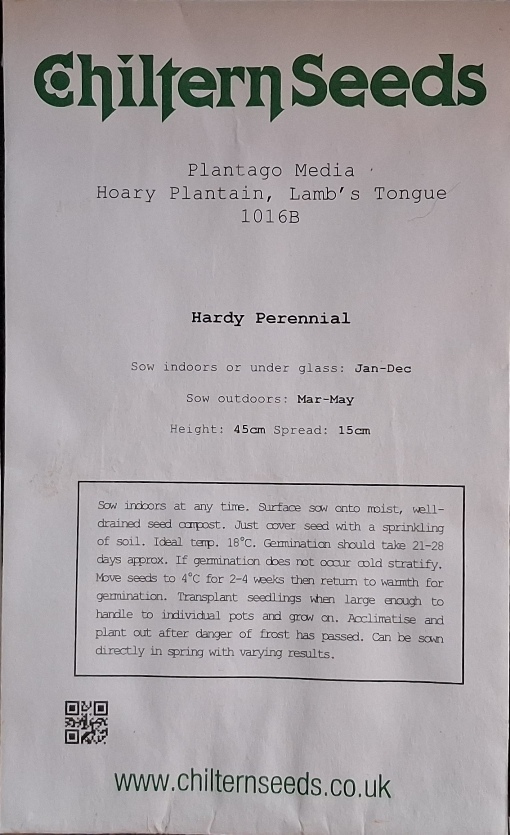 Chiltern Seeds
Plantago Media
Hoary Plantain, Lamb's Tongue
1016B
Hardy Perennial
Sow indoors or under glass: Jan-Dec
Sow outdoors: Mar-May
Height: 45cm Spread: 15cm
Sow indoors at any time. Surface sow onto moist, well-
drained seed compost. Just cover seed with a sprinkling
of soil. Ideal temp. 18°C. Germination should take 21-28
days approx. If germination does not occur cold stratify.
Move seeds to 4°C for 2-4 weeks then return to warmth for
germination. Transplant seedlings when large enough to
handle to individual pots and grow on. Acclimatise and
plant out after danger of frost has passed. Can be sown
directly in spring with varying results.
www.chilternseeds.co.uk